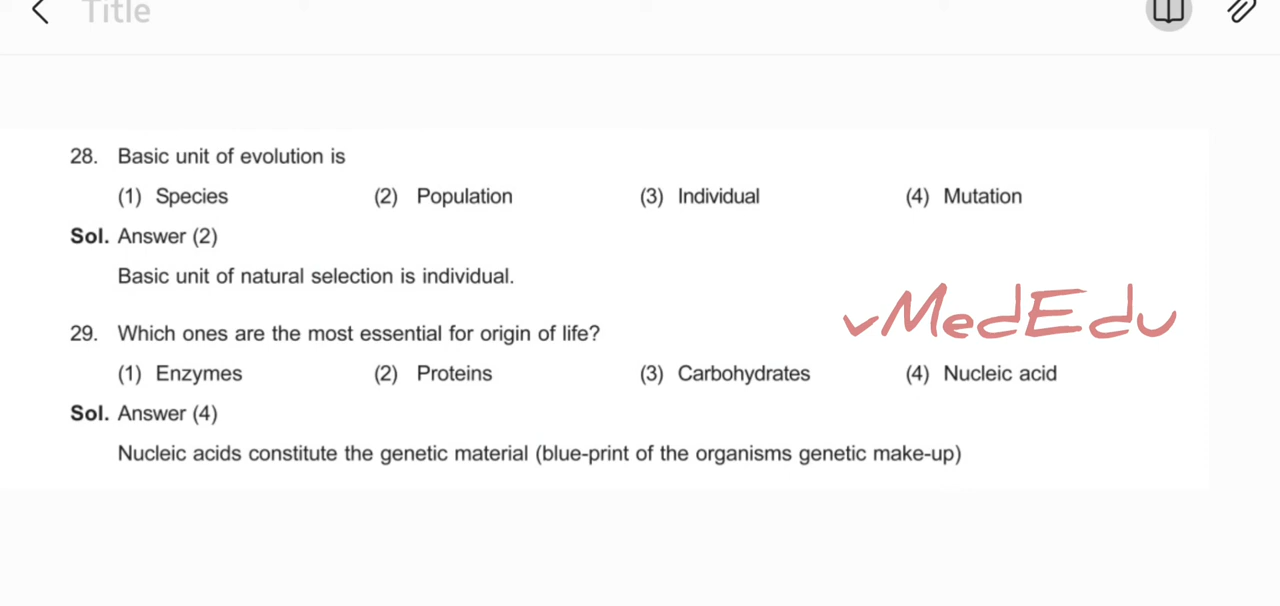 Title
28. Basic unit of evolution is
(1) Species (2) Population (3) Individual (4) Mutation
Sol. Answer (2)
Basic unit of natural selection is individual.
vMedEdu
29. Which ones are the most essential for origin of life?
(1) Enzymes (2) Proteins (3) Carbohydrates (4) Nucleic acid
Sol. Answer (4)
Nucleic acids constitute the genetic material (blue-print of the organisms genetic make-up)